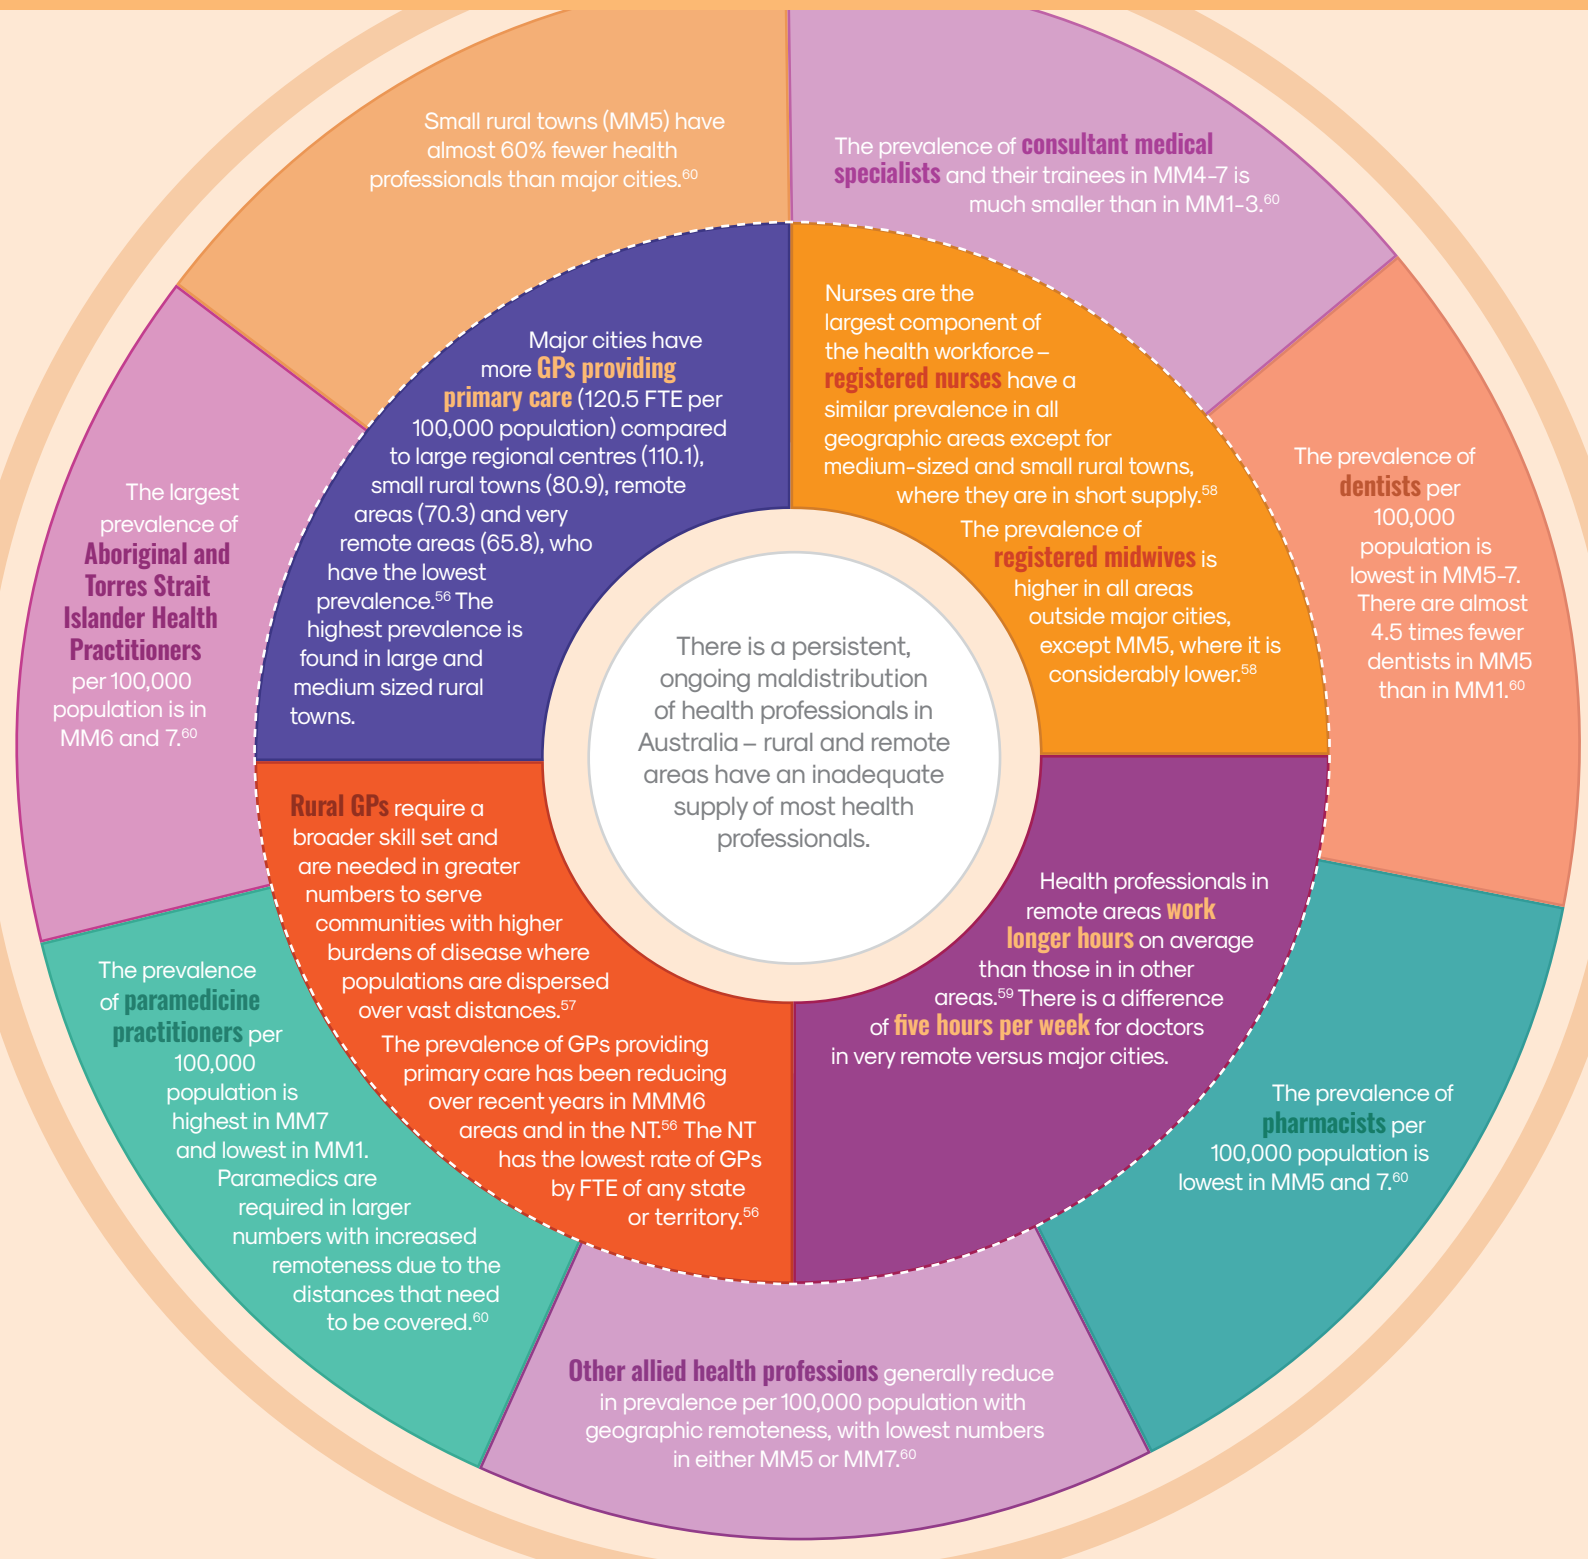 Small rural towns (MM5) have
almost 60% fewer health
professionals than major cities.60
The prevalence of consultant medical
specialists and their trainees in MM4-7 is
much smaller than in MM1-3.60
The prevalence of
dentists per
100,000
population is
lowest in MM5-7.
There are almost
4.5 times fewer
dentists in MM5
than in MM1.60
The prevalence of
pharmacists per
100,000 population is
lowest in MM5 and 7.60
Other allied health professions generally reduce
in prevalence per 100,000 population with
geographic remoteness, with lowest numbers
in either MM5 or MM7.60
The prevalence
of paramedicine
practitioners per
100,000
population is
highest in MM7
and lowest in MM1.
Paramedics are
required in larger
numbers with increased
remoteness due to the
distances that need
to be covered.60
The largest
prevalence of
Aboriginal and
Torres Strait
Islander Health
Practitioners
per 100,000
population is in
MM6 and 7.60
Major cities have
more GPs providing
primary care (120.5 FTE per
100,000 population) compared
to large regional centres (110.1),
small rural towns (80.9), remote
areas (70.3) and very
remote areas (65.8), who
have the lowest
prevalence.56 The
highest prevalence is
found in large and
medium sized rural
towns.
Nurses are the
largest component of
the health workforce –
registered nurses have a
similar prevalence in all
geographic areas except for
medium-sized and small rural towns,
where they are in short supply.58
The prevalence of
registered midwives is
higher in all areas
outside major cities,
except MM5, where it is
considerably lower.58
Health professionals in
remote areas work
longer hours on average
than those in in other
areas.59 There is a difference
of five hours per week for doctors
in very remote versus major cities.
Rural GPs require a
broader skill set and
are needed in greater
numbers to serve
communities with higher
burdens of disease where
populations are dispersed
over vast distances.57
The prevalence of GPs providing
primary care has been reducing
over recent years in MMM6
areas and in the NT.56 The NT
has the lowest rate of GPs
by FTE of any state
or territory.56
There is a persistent,
ongoing maldistribution
of health professionals in
Australia – rural and remote
areas have an inadequate
supply of most health
professionals.